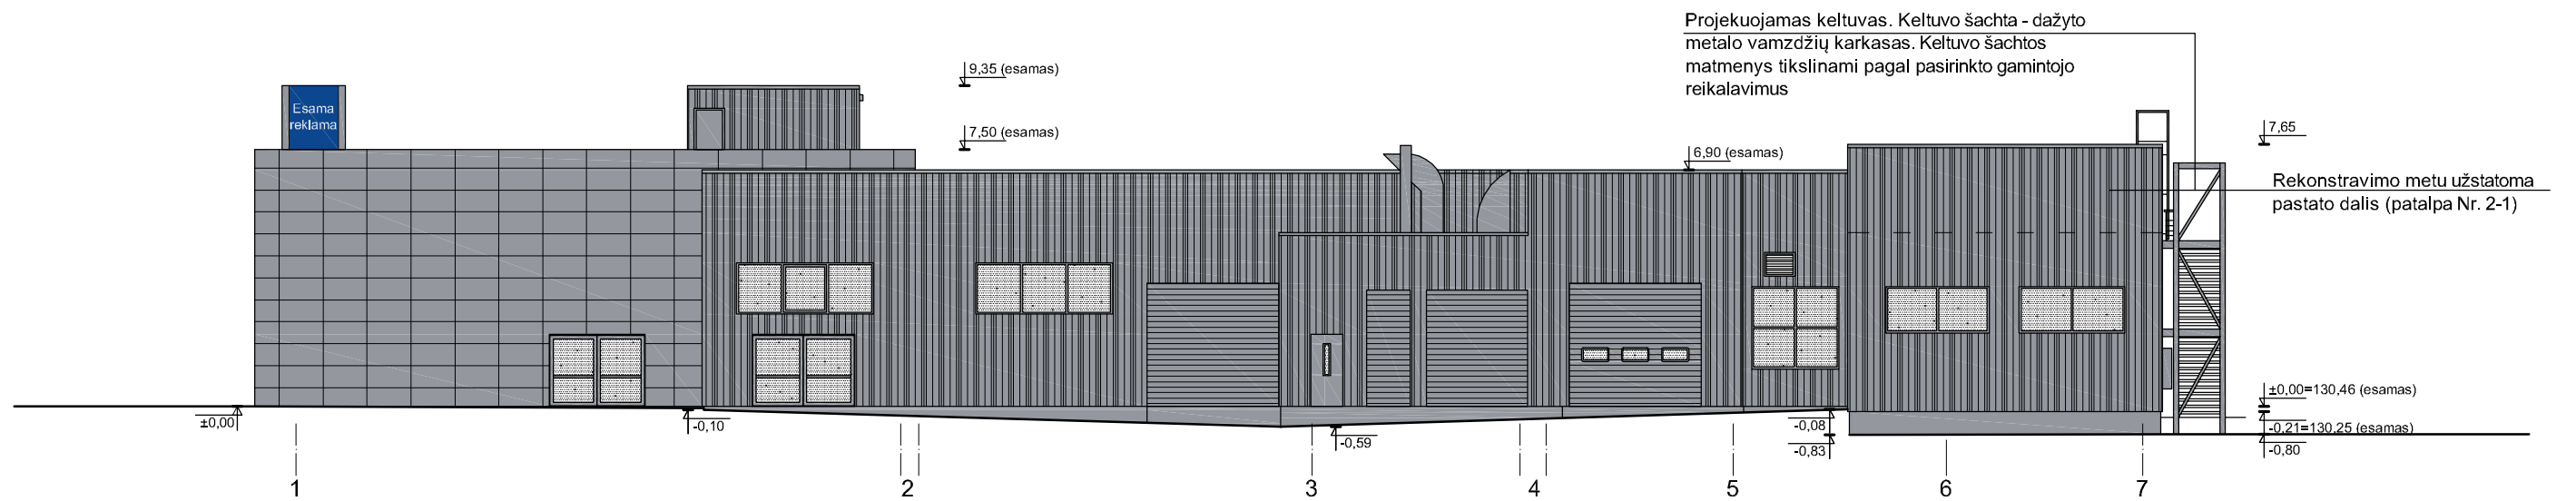 Projekuojamas keltuvas. Keltuvo šachta - dažyto
metalo vamzdžių karkasas. Keltuvo šachtos
matmenys tikslinami pagal pasirinkto gamintojo
reikalavimus
9,35 (esamas)
Esama
reklama
7,50 (esamas)
6,90 (esamas)
7,65
Rekonstravimo metu užstatoma
pastato dalis (patalpa Nr. 2-1)
±0,00=130,46 (esamas)
±0,00
-0,10
-0,59
-0,08
-0,83
-0,21=130,25 (esamas)
-0,80
1
2
3
4
5
6
7